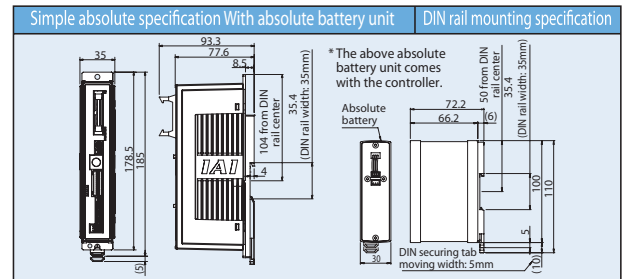 Simple absolute specification With absolute battery unit
DIN rail mounting specification
93.3
77.6
8.5
35
178.5
185
(5)
104 from DIN
rail center
35.4
(DIN rail width: 35mm)
4
IAI
* The above absolute
battery unit comes
with the controller.
Absolute
battery
30
72.2
66.2
(6)
50 from DIN
rail center
35.4
(DIN rail width: 35mm)
100
110
5
(10)
DIN securing tab
moving width: 5mm